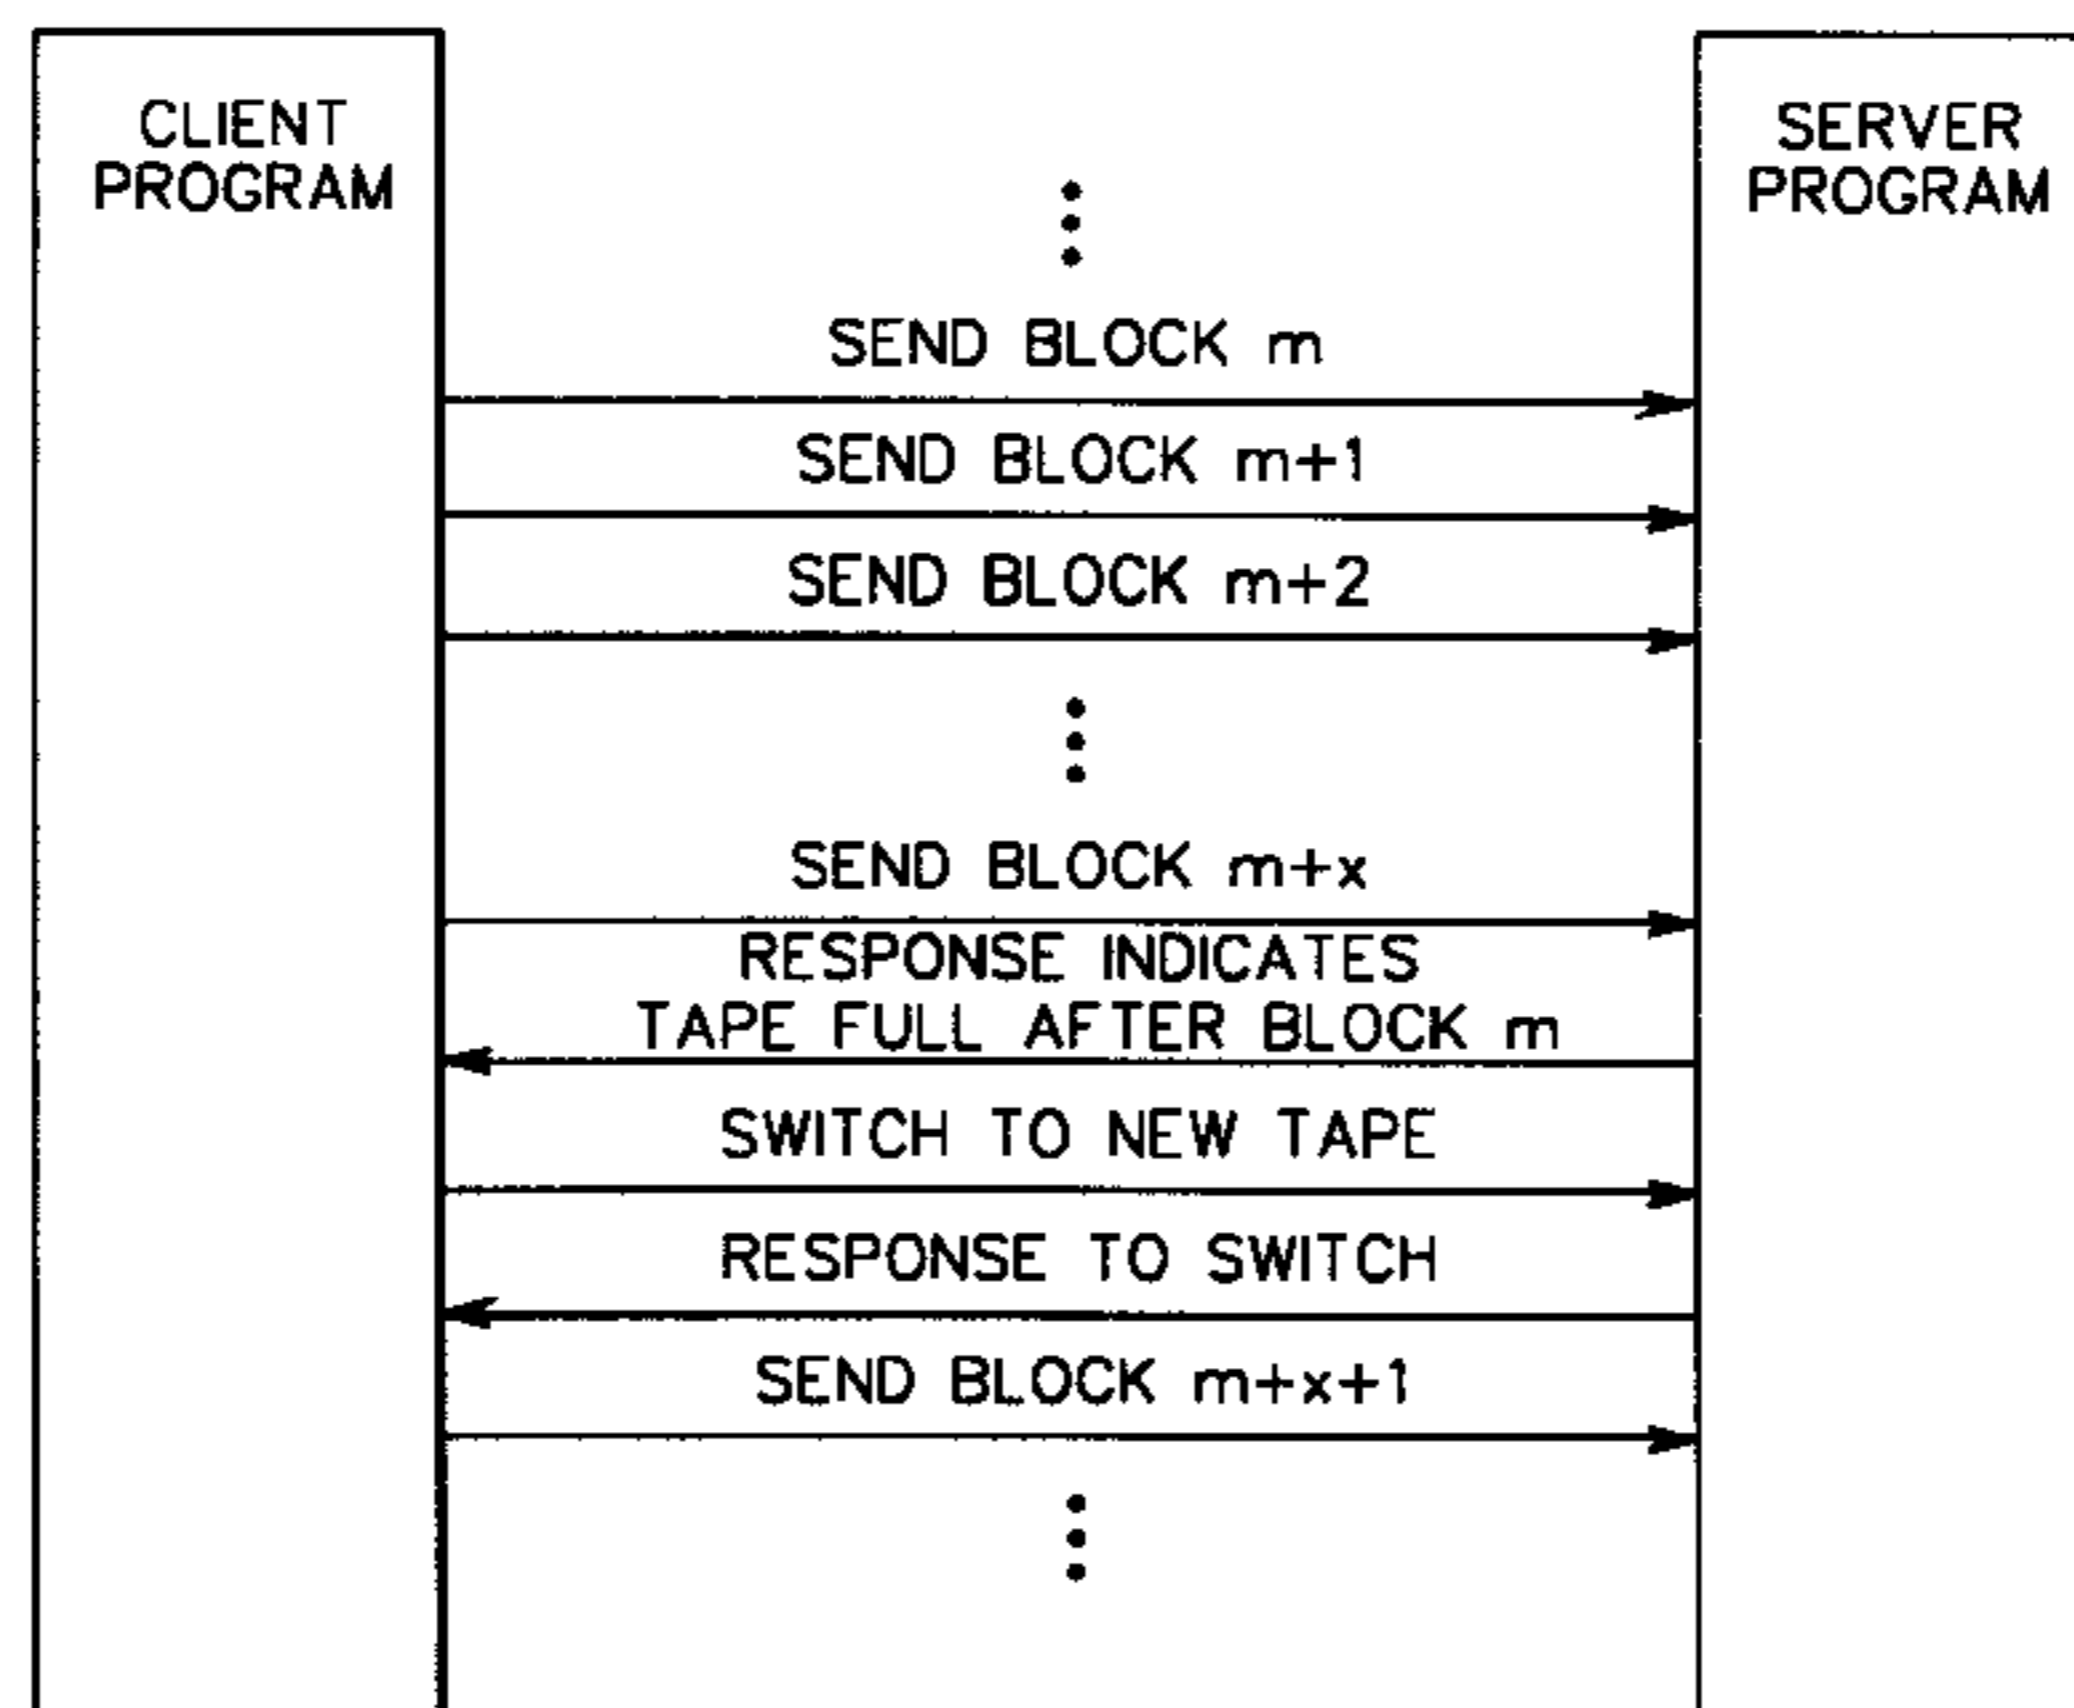 CLIENT
PROGRAM
SERVER
PROGRAM
SEND BLOCK m
SEND BLOCK m+1
SEND BLOCK m+2
SEND BLOCK m+x
RESPONSE INDICATES
TAPE FULL AFTER BLOCK m
SWITCH TO NEW TAPE
RESPONSE TO SWITCH
SEND BLOCK m+x+1